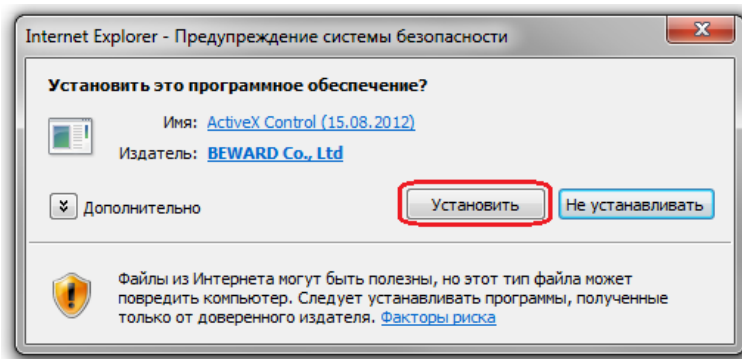 Internet Explorer - Предупреждение системы безопасности
Установить это программное обеспечение?
Имя: ActiveX Control (15.08.2012)
Издатель: BEWARD Co., Ltd
Дополнительно
Установить
Не устанавливать
Файлы из Интернета могут быть полезны, но этот тип файла может
повредить компьютер. Следует устанавливать программы, полученные
только от доверенного издателя. Факторы риска